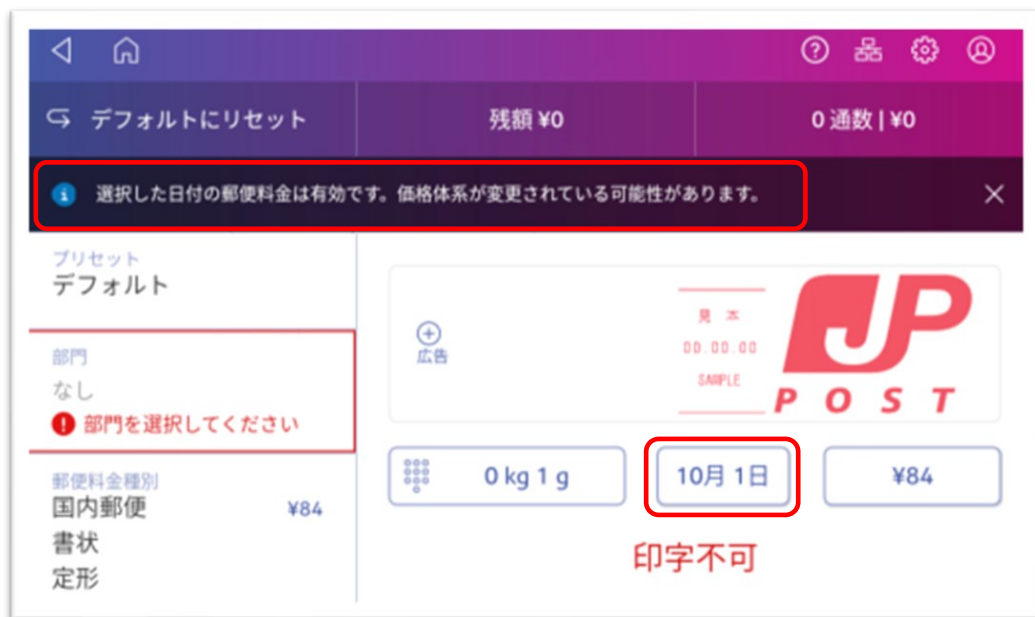 デフォルトにリセット
残額 ¥0
0 通数 | ¥0
選択した日付の郵便料金は有効です。価格体系が変更されている可能性があります。
プリセット
デフォルト
部門
なし
部門を選択してください
郵便料金種別
国内郵便 ¥84
書状
定形
広告
見本
00.00.00
SAMPLE
JP
POST
0 kg 1 g
10月 1日
¥84
印字不可